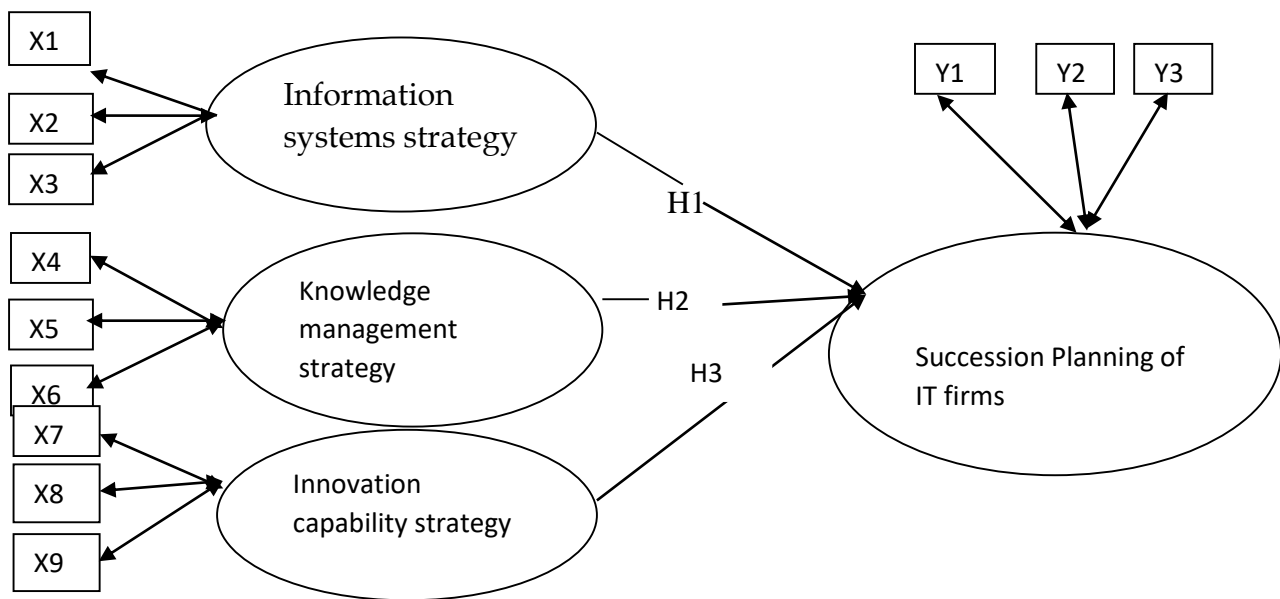 X1
X2
X3
Information
systems strategy
H1
Y1
Y2
Y3
X4
X5
X6
Knowledge
management
strategy
H2
H3
Succession Planning of
IT firms
X7
X8
X9
Innovation
capability strategy